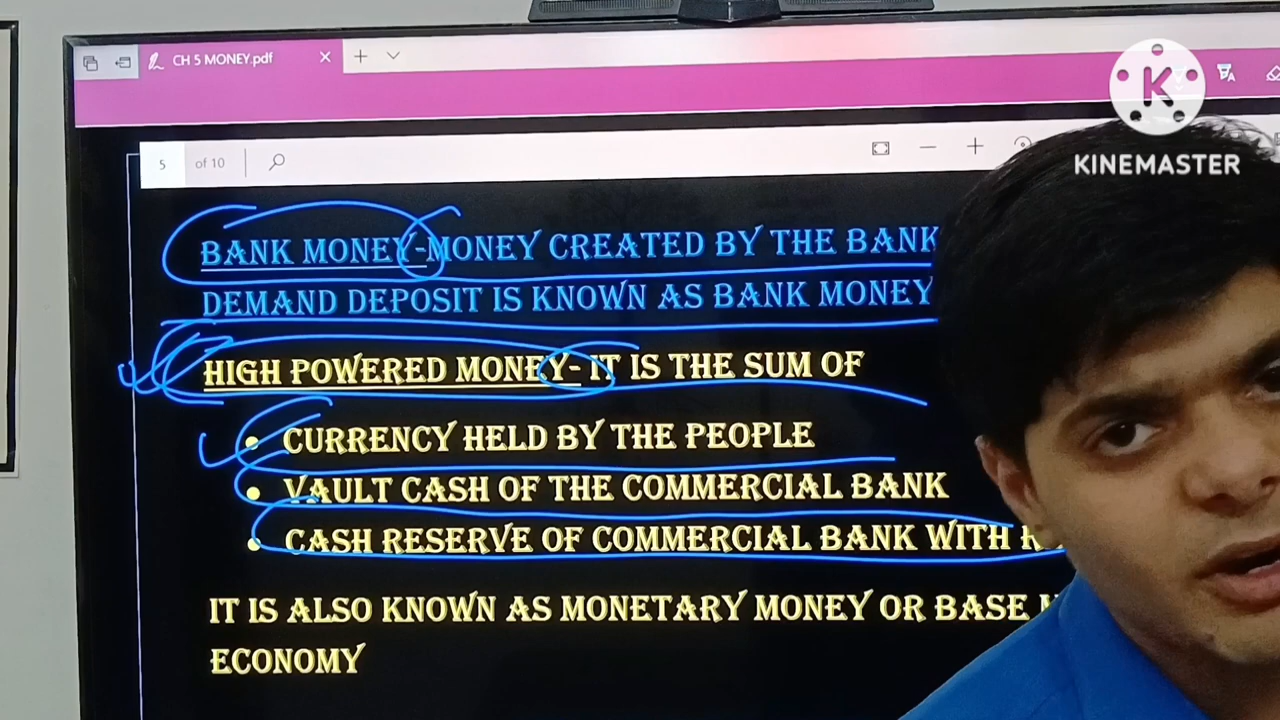 CH 5 MONEY.pdf
5 of 10
KINEMASTER
BANK MONEY-MONEY CREATED BY THE BANK
DEMAND DEPOSIT IS KNOWN AS BANK MONEY
HIGH POWERED MONEY- IT IS THE SUM OF
• CURRENCY HELD BY THE PEOPLE
• VAULT CASH OF THE COMMERCIAL BANK
• CASH RESERVE OF COMMERCIAL BANK WITH
IT IS ALSO KNOWN AS MONETARY MONEY OR BASE
ECONOMY